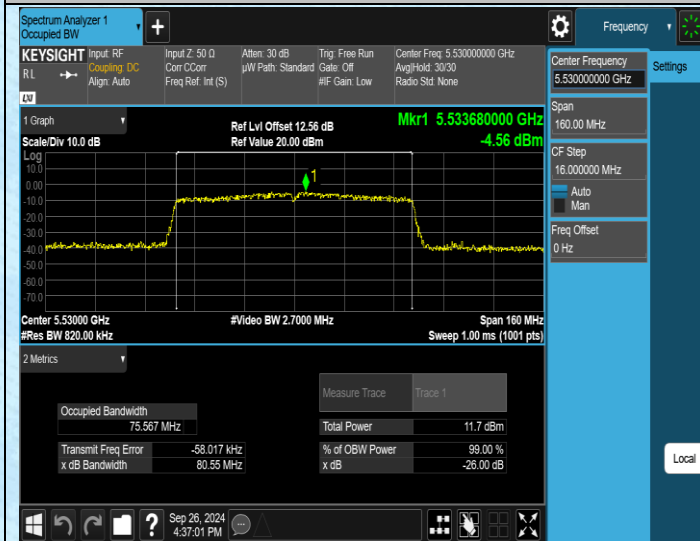 Spectrum Analyzer 1
Occupied BW
+
Frequency
KEYSIGHT
RL
LXI
Input: RF
Coupling: DC
Align: Auto
Input Z: 50 Ω
Corr CCorr
Freq Ref: Int (S)
Atten: 30 dB
µW Path: Standard
Trig: Free Run
Gate: Off
#IF Gain: Low
Center Freq: 5.530000000 GHz
Avg|Hold: 30/30
Radio Std: None
Center Frequency
5.530000000 GHz
Settings
Span
160.00 MHz
CF Step
16.000000 MHz
Auto
Man
Freq Offset
0 Hz
1 Graph
Scale/Div 10.0 dB
Ref Lvl Offset 12.56 dB
Ref Value 20.00 dBm
Mkr1 5.533680000 GHz
-4.56 dBm
Log
10.0
0.00
-10.0
-20.0
-30.0
-40.0
-50.0
-60.0
-70.0
1
Center 5.53000 GHz
#Res BW 820.00 kHz
#Video BW 2.7000 MHz
Span 160 MHz
Sweep 1.00 ms (1001 pts)
2 Metrics
Measure Trace Trace 1
Occupied Bandwidth
75.567 MHz
Total Power 11.7 dBm
Transmit Freq Error -58.017 kHz
% of OBW Power 99.00 %
x dB Bandwidth 80.55 MHz
x dB -26.00 dB
Local
?
Sep 26, 2024
4:37:01 PM